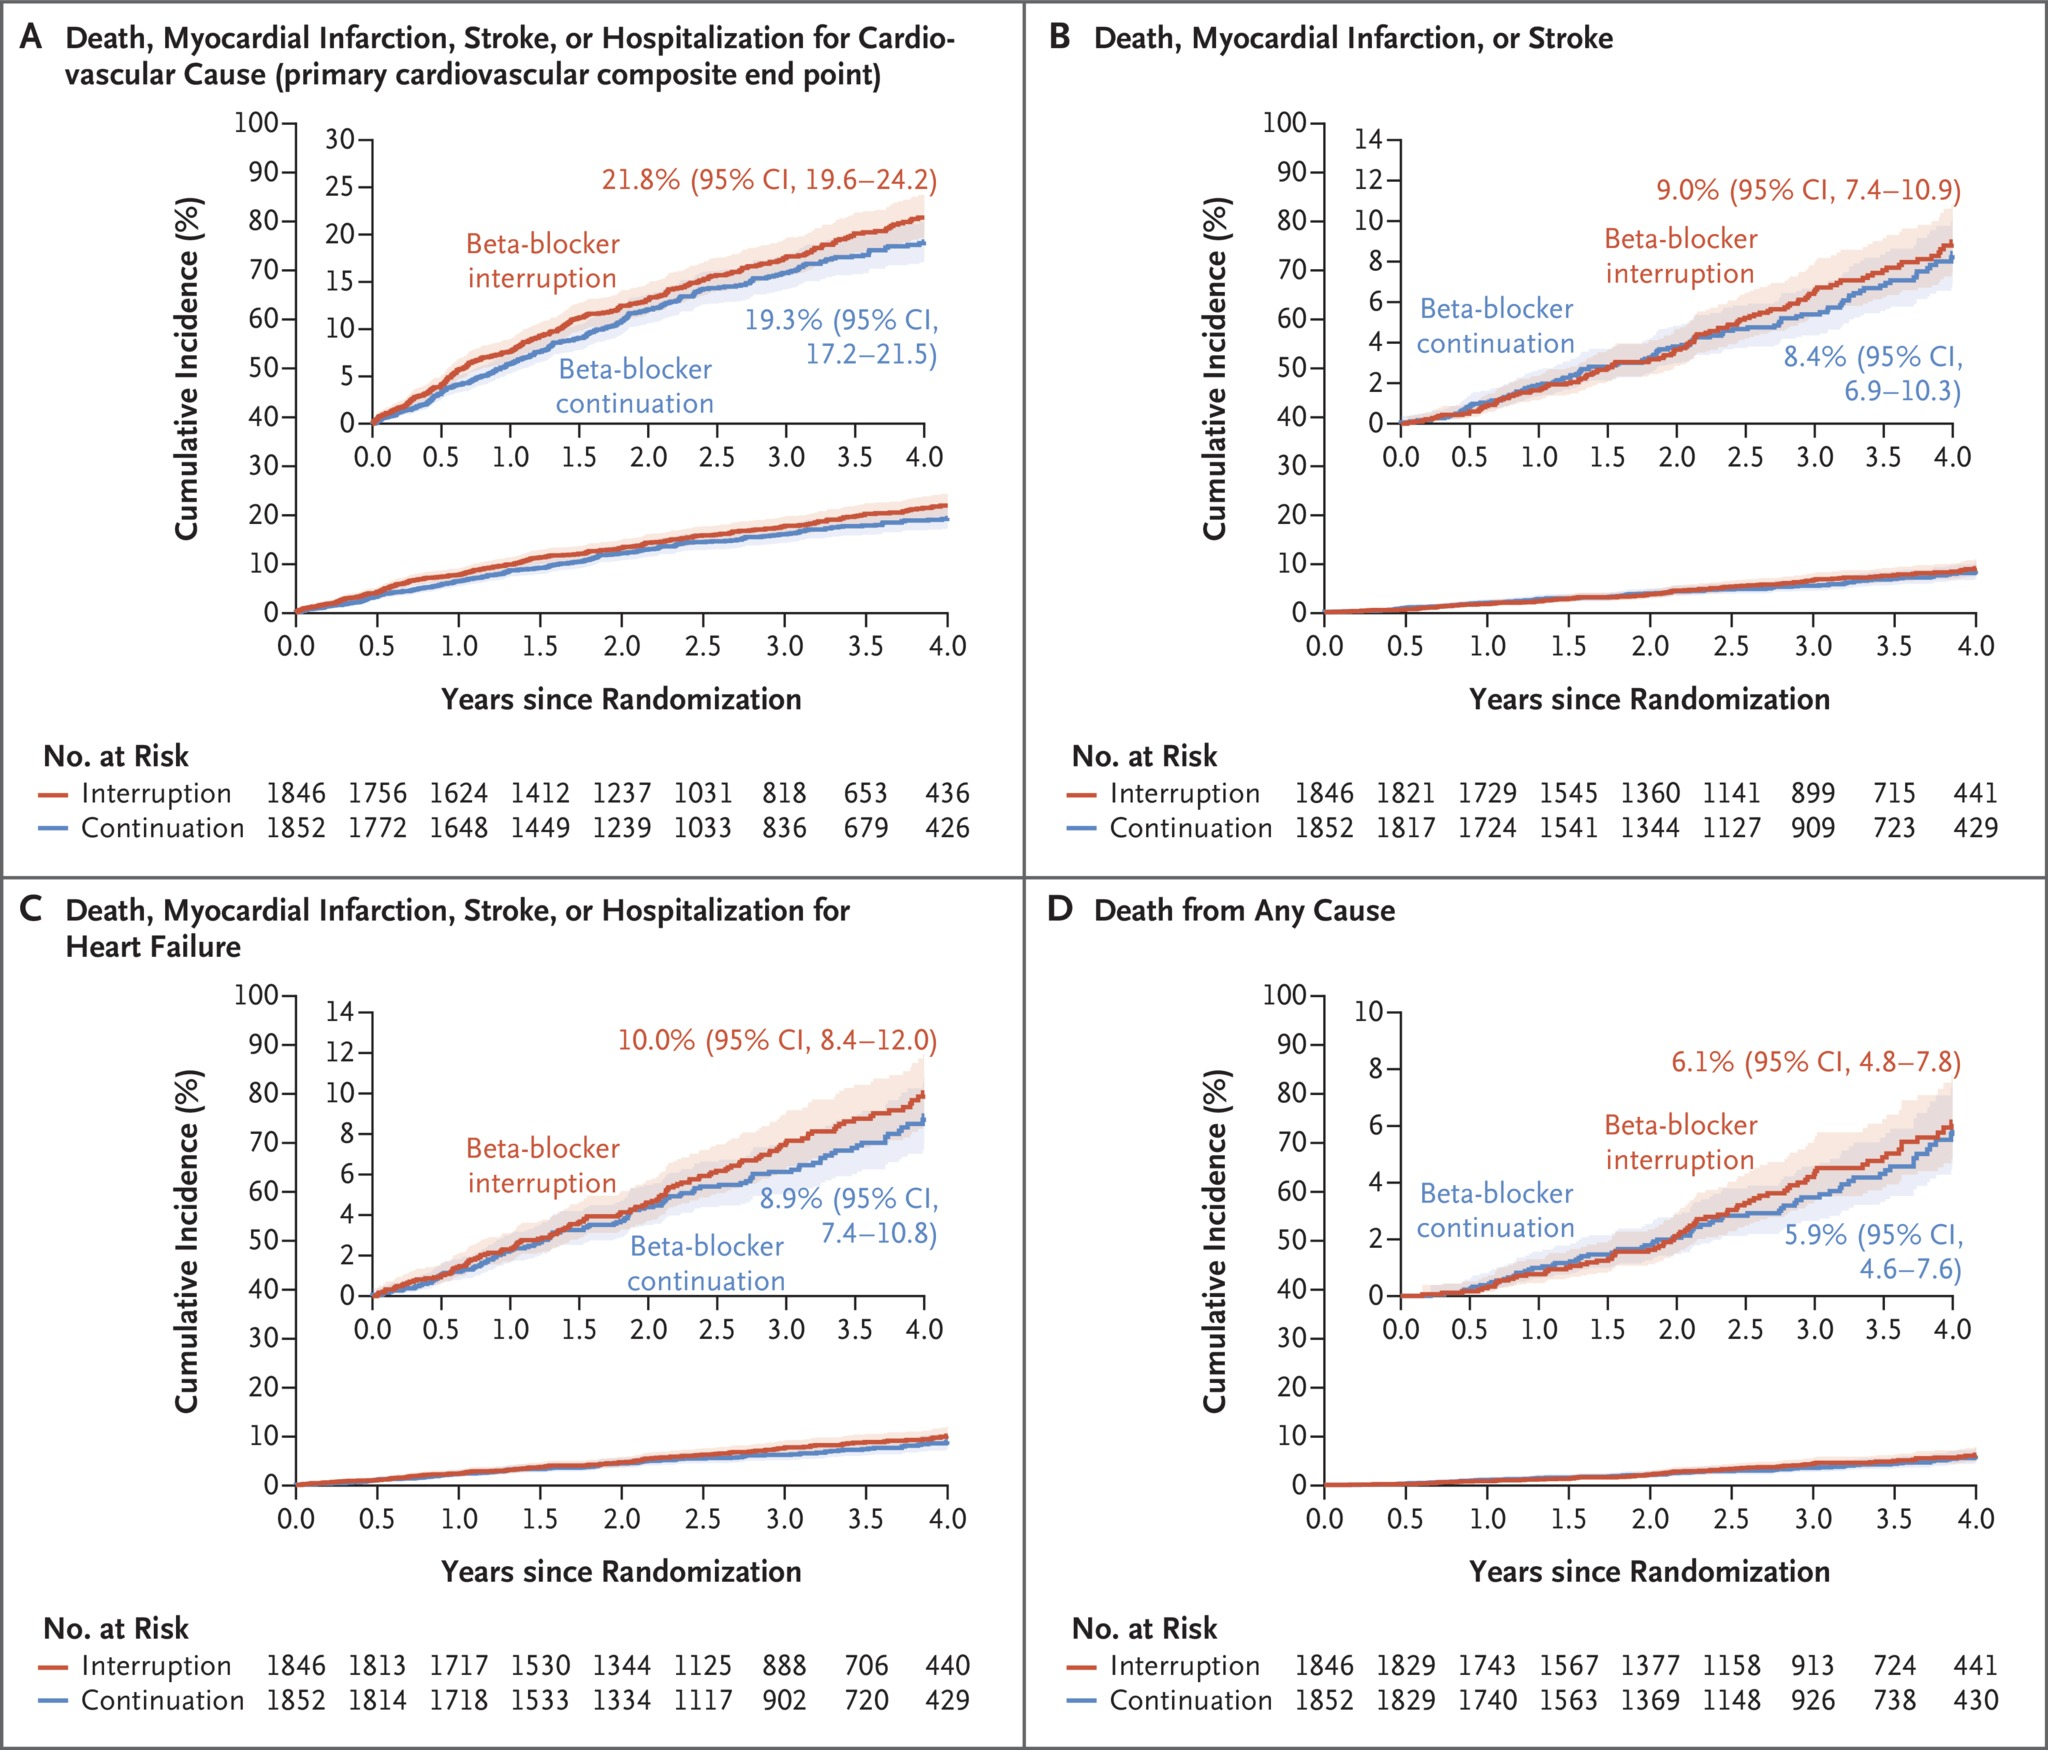 A Death, Myocardial Infarction, Stroke, or Hospitalization for Cardio-
vascular Cause (primary cardiovascular composite end point)
Cumulative Incidence (%)
100
90
80
70
60
50
40
30
20
10
0
30
25
20
15
10
5
0
21.8% (95% CI, 19.6–24.2)
Beta-blocker
interruption
19.3% (95% CI,
17.2–21.5)
Beta-blocker
continuation
0.0 0.5 1.0 1.5 2.0 2.5 3.0 3.5 4.0
0.0 0.5 1.0 1.5 2.0 2.5 3.0 3.5 4.0
Years since Randomization
No. at Risk
Interruption 1846 1756 1624 1412 1237 1031 818 653 436
Continuation 1852 1772 1648 1449 1239 1033 836 679 426
B Death, Myocardial Infarction, or Stroke
Cumulative Incidence (%)
100
90
80
70
60
50
40
30
20
10
0
14
12
10
8
6
4
2
0
9.0% (95% CI, 7.4–10.9)
Beta-blocker
interruption
Beta-blocker
continuation
8.4% (95% CI,
6.9–10.3)
0.0 0.5 1.0 1.5 2.0 2.5 3.0 3.5 4.0
0.0 0.5 1.0 1.5 2.0 2.5 3.0 3.5 4.0
Years since Randomization
No. at Risk
Interruption 1846 1821 1729 1545 1360 1141 899 715 441
Continuation 1852 1817 1724 1541 1344 1127 909 723 429
C Death, Myocardial Infarction, Stroke, or Hospitalization for
Heart Failure
Cumulative Incidence (%)
100
90
80
70
60
50
40
30
20
10
0
14
12
10
8
6
4
2
0
10.0% (95% CI, 8.4–12.0)
Beta-blocker
interruption
8.9% (95% CI,
7.4–10.8)
Beta-blocker
continuation
0.0 0.5 1.0 1.5 2.0 2.5 3.0 3.5 4.0
0.0 0.5 1.0 1.5 2.0 2.5 3.0 3.5 4.0
Years since Randomization
No. at Risk
Interruption 1846 1813 1717 1530 1344 1125 888 706 440
Continuation 1852 1814 1718 1533 1334 1117 902 720 429
D Death from Any Cause
Cumulative Incidence (%)
100
90
80
70
60
50
40
30
20
10
0
10
8
6
4
2
0
6.1% (95% CI, 4.8–7.8)
Beta-blocker
interruption
Beta-blocker
continuation
5.9% (95% CI,
4.6–7.6)
0.0 0.5 1.0 1.5 2.0 2.5 3.0 3.5 4.0
0.0 0.5 1.0 1.5 2.0 2.5 3.0 3.5 4.0
Years since Randomization
No. at Risk
Interruption 1846 1829 1743 1567 1377 1158 913 724 441
Continuation 1852 1829 1740 1563 1369 1148 926 738 430